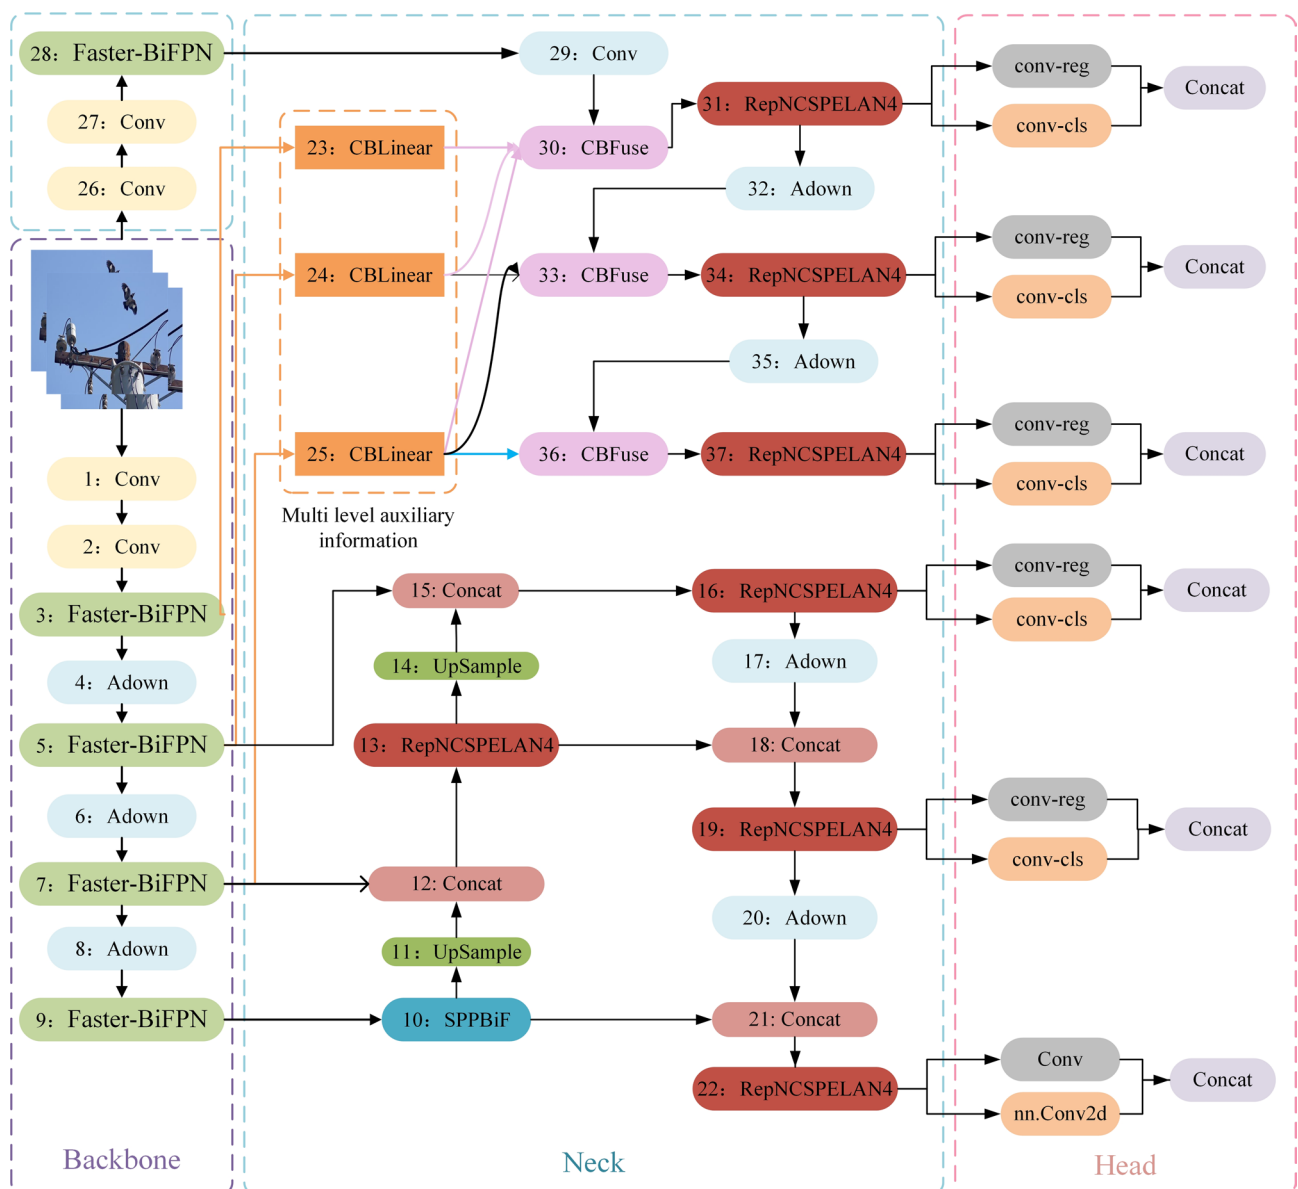 28：Faster-BiFPN
27：Conv
26：Conv
1：Conv
2：Conv
3：Faster-BiFPN
4：Adown
5：Faster-BiFPN
6：Adown
7：Faster-BiFPN
8：Adown
9：Faster-BiFPN
Backbone
23：CBLinear
24：CBLinear
25：CBLinear
Multi level auxiliary
information
29：Conv
30：CBFuse
31：RepNCSPELAN4
32：Adown
33：CBFuse
34：RepNCSPELAN4
35：Adown
36：CBFuse
37：RepNCSPELAN4
15: Concat
14：UpSample
13：RepNCSPELAN4
12: Concat
11：UpSample
10：SPPBiF
16：RepNCSPELAN4
17：Adown
18: Concat
19：RepNCSPELAN4
20：Adown
21: Concat
22：RepNCSPELAN4
Neck
conv-reg
conv-cls
Concat
conv-reg
conv-cls
Concat
conv-reg
conv-cls
Concat
conv-reg
conv-cls
Concat
conv-reg
conv-cls
Concat
Conv
nn.Conv2d
Concat
Head